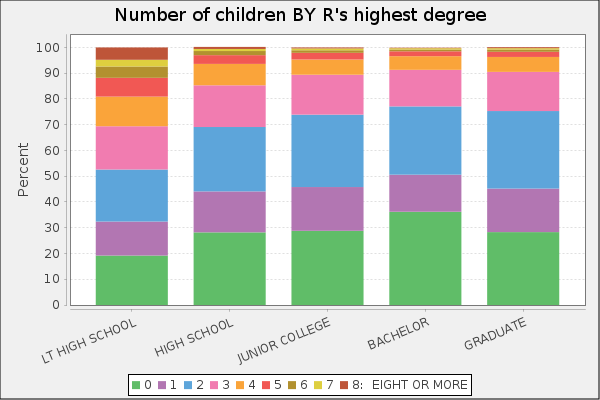 Number of children BY R's highest degree
Percent
100
90
80
70
60
50
40
30
20
10
0
LT HIGH SCHOOL
HIGH SCHOOL
JUNIOR COLLEGE
BACHELOR
GRADUATE
0 1 2 3 4 5 6 7 8: EIGHT OR MORE